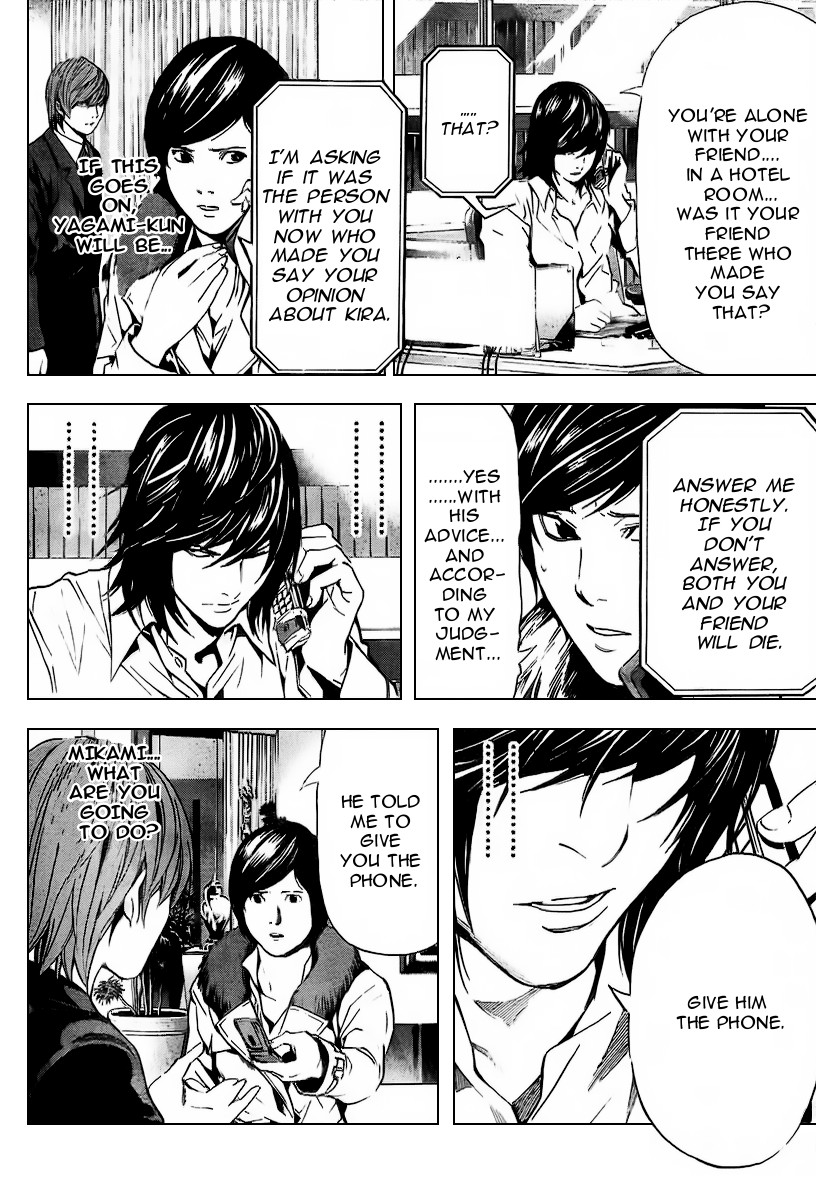 YOU'RE ALONE
WITH YOUR
FRIEND....
IN A HOTEL
ROOM...
WAS IT YOUR
FRIEND
THERE WHO
MADE
YOU SAY
THAT?
.....
THAT?
I'M ASKING
IF IT WAS
THE PERSON
WITH YOU
NOW WHO
MADE YOU
SAY YOUR
OPINION
ABOUT KIRA.
IF THIS
GOES
ON,
YAGAMI-KUN
WILL BE...
ANSWER ME
HONESTLY.
IF YOU
DON'T
ANSWER,
BOTH YOU
AND YOUR
FRIEND
WILL DIE.
.......YES
......WITH
HIS
ADVICE...
AND
ACCOR-
DING
TO MY
JUDG-
MENT...
GIVE HIM
THE PHONE.
HE TOLD
ME TO
GIVE
YOU THE
PHONE.
MIKAMI....
WHAT
ARE YOU
GOING
TO DO?